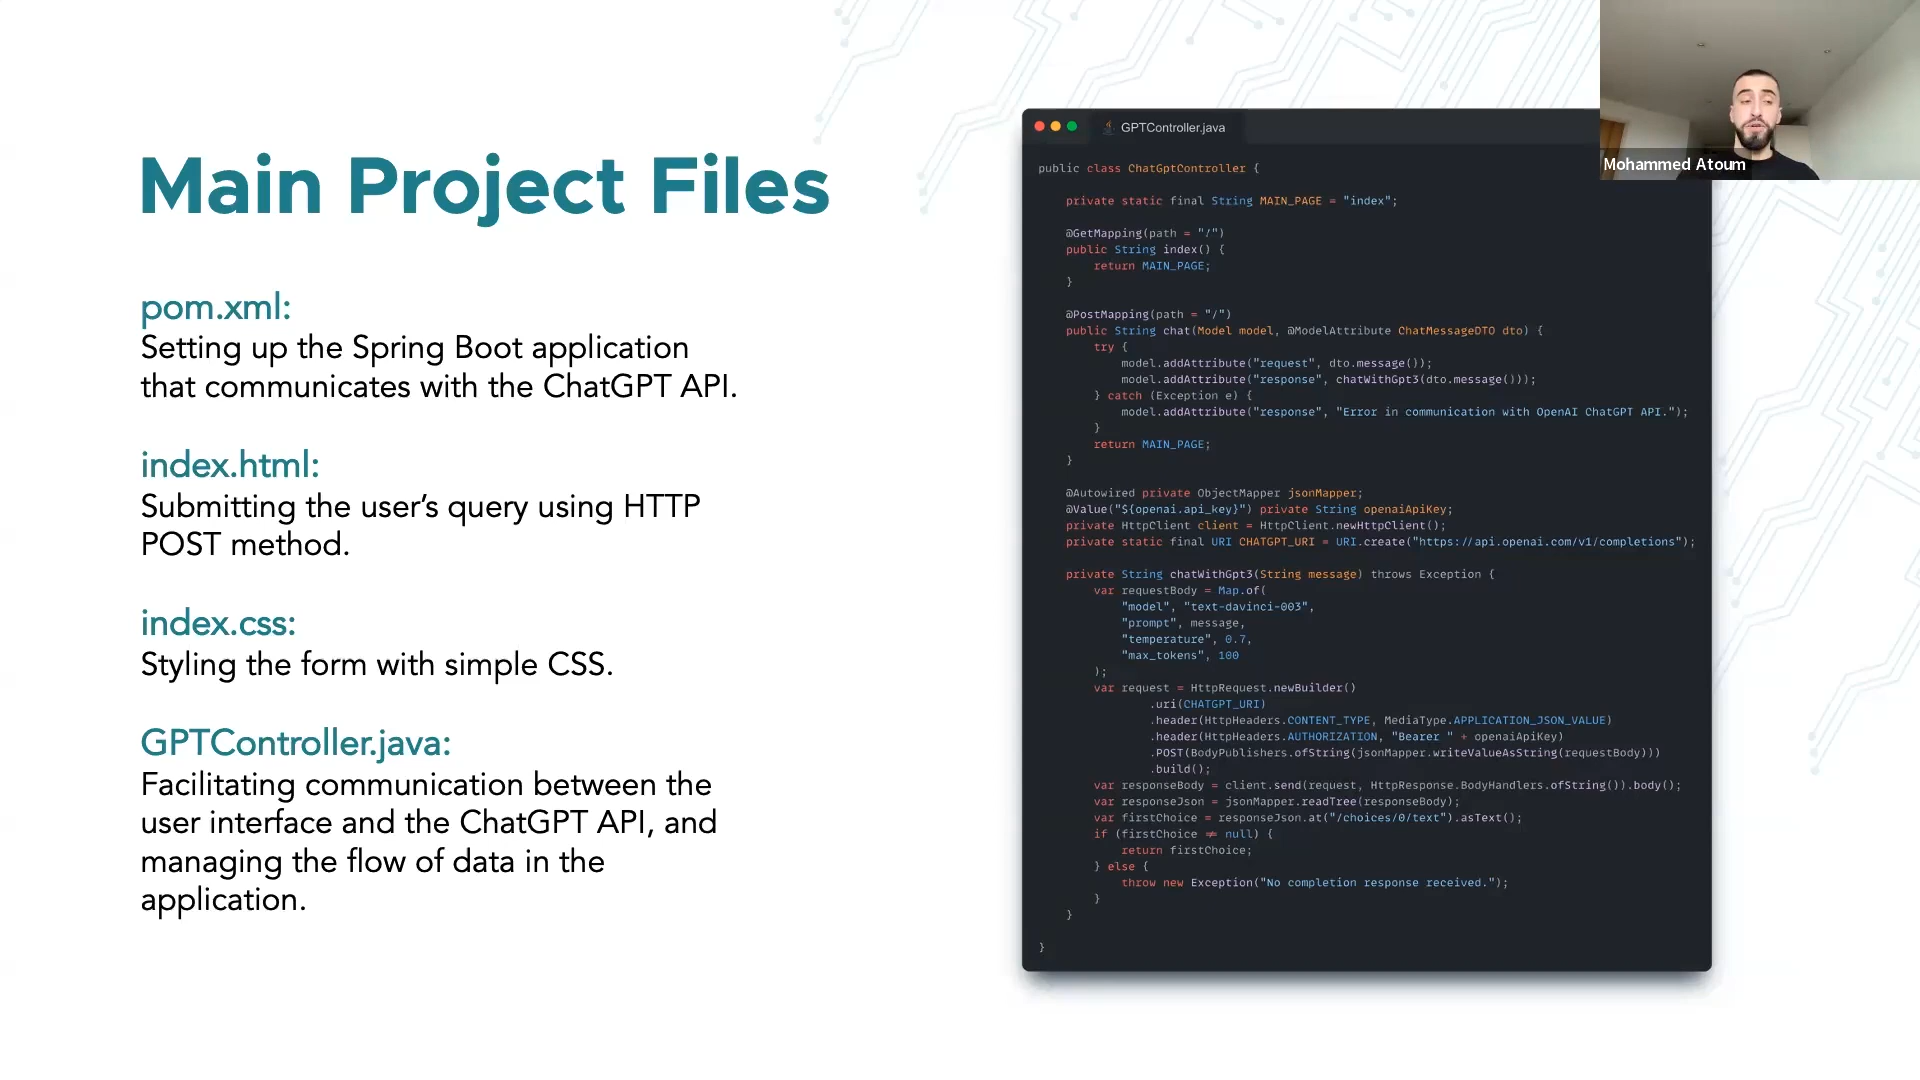 Main Project Files
pom.xml:
Setting up the Spring Boot application
that communicates with the ChatGPT API.
index.html:
Submitting the user’s query using HTTP
POST method.
index.css:
Styling the form with simple CSS.
GPTController.java:
Facilitating communication between the
user interface and the ChatGPT API, and
managing the flow of data in the
application.
GPTController.java
public class ChatGptController {
private static final String MAIN_PAGE = "index";
@GetMapping(path = "/")
public String index() {
return MAIN_PAGE;
}
@PostMapping(path = "/")
public String chat(Model model, @ModelAttribute ChatMessageDTO dto) {
try {
model.addAttribute("request", dto.message());
model.addAttribute("response", chatWithGpt3(dto.message()));
} catch (Exception e) {
model.addAttribute("response", "Error in communication with OpenAI ChatGPT API.");
}
return MAIN_PAGE;
}
@Autowired private ObjectMapper jsonMapper;
@Value("${openai.api_key}") private String openaiApiKey;
private HttpClient client = HttpClient.newHttpClient();
private static final URI CHATGPT_URI = URI.create("https://api.openai.com/v1/completions");
private String chatWithGpt3(String message) throws Exception {
var requestBody = Map.of(
"model", "text-davinci-003",
"prompt", message,
"temperature", 0.7,
"max_tokens", 100
);
var request = HttpRequest.newBuilder()
.uri(CHATGPT_URI)
.header(HttpHeaders.CONTENT_TYPE, MediaType.APPLICATION_JSON_VALUE)
.header(HttpHeaders.AUTHORIZATION, "Bearer " + openaiApiKey)
.POST(BodyPublishers.ofString(jsonMapper.writeValueAsString(requestBody)))
.build();
var responseBody = client.send(request, HttpResponse.BodyHandlers.ofString()).body();
var responseJson = jsonMapper.readTree(responseBody);
var firstChoice = responseJson.at("/choices/0/text").asText();
if (firstChoice ≠ null) {
return firstChoice;
} else {
throw new Exception("No completion response received.");
}
}
}
Mohammed Atoum